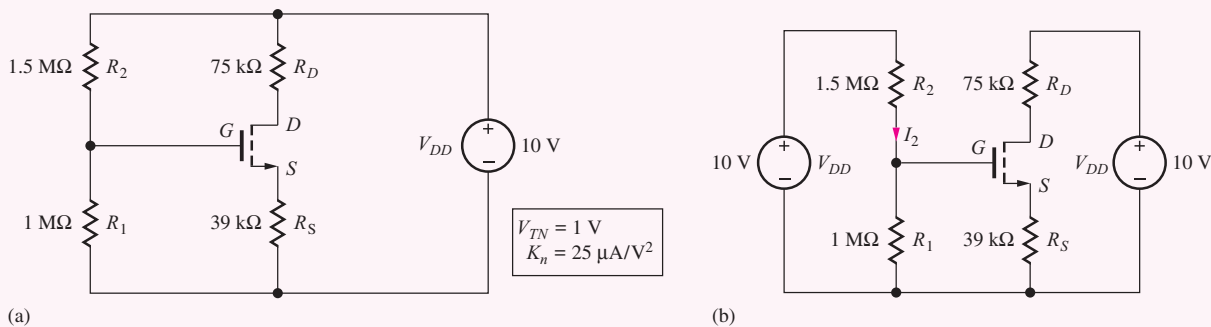 1.5 MΩ R2 75 kΩ RD
G D
VDD 10 V
S
1 MΩ R1 39 kΩ RS
VTN = 1 V
Kn = 25 μA/V²
(a)
1.5 MΩ R2 75 kΩ RD
I2
10 V VDD G D VDD 10 V
S
1 MΩ R1 39 kΩ RS
(b)